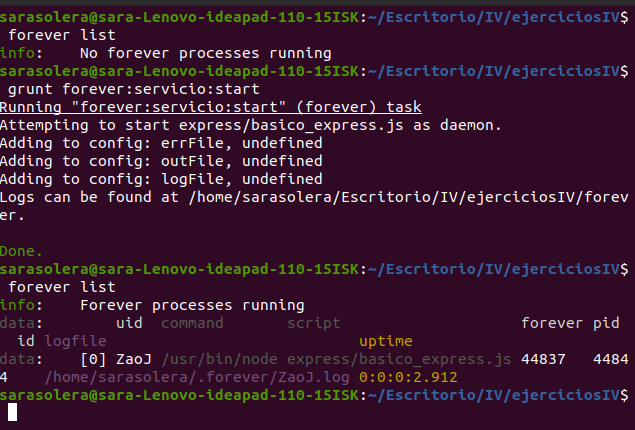 sarasolera@sara-Lenovo-ideapad-110-15ISK:~/Escritorio/IV/ejerciciosIV$
forever list
info:    No forever processes running
sarasolera@sara-Lenovo-ideapad-110-15ISK:~/Escritorio/IV/ejerciciosIV$
grunt forever:servicio:start
Running "forever:servicio:start" (forever) task
Attempting to start express/basico_express.js as daemon.
Adding to config: errFile, undefined
Adding to config: outFile, undefined
Adding to config: logFile, undefined
Logs can be found at /home/sarasolera/Escritorio/IV/ejerciciosIV/forev
er.
Done.
sarasolera@sara-Lenovo-ideapad-110-15ISK:~/Escritorio/IV/ejerciciosIV$
forever list
info:    Forever processes running
data:        uid  command       script                     forever pid
id logfile                            uptime
data:    [0] ZaoJ /usr/bin/node express/basico_express.js 44837   4484
4    /home/sarasolera/.forever/ZaoJ.log 0:0:0:2.912
sarasolera@sara-Lenovo-ideapad-110-15ISK:~/Escritorio/IV/ejerciciosIV$